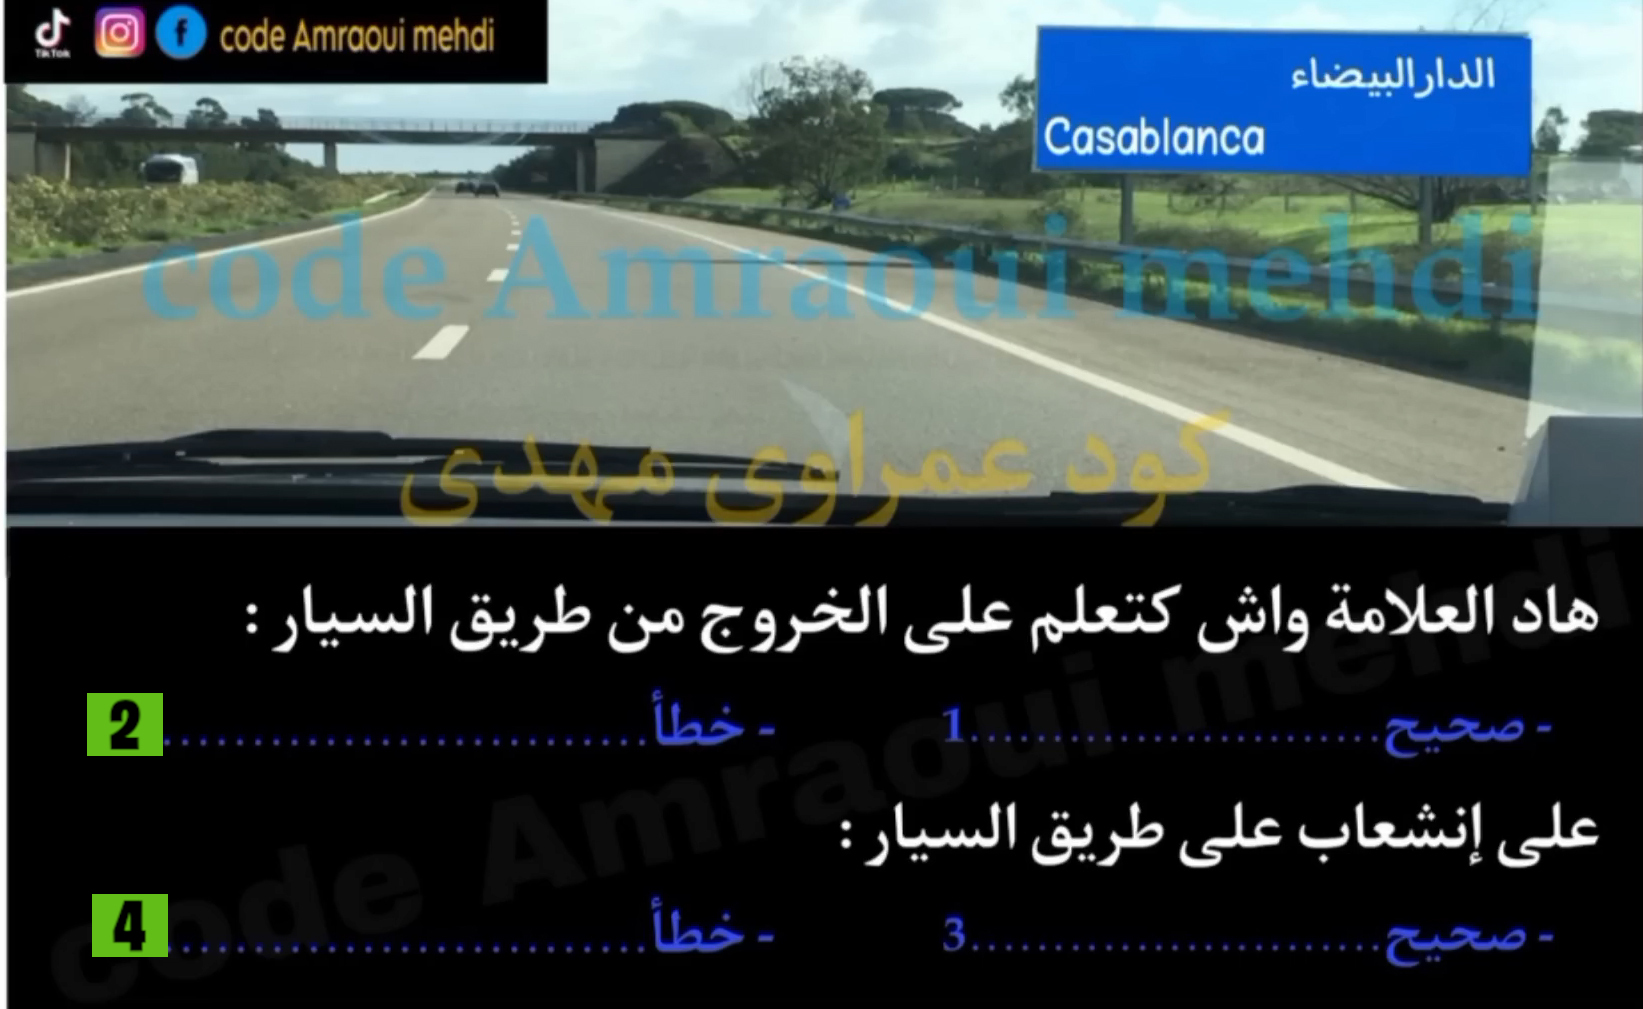 TikTok
code Amraoui mehdi
الدارالبيضاء
Casablanca
code Amraoui mehdi
كود عمراوي مهدي
هاد العلامة واش كتعلم على الخروج من طريق السيار :
- صحيح..........................1 - خطأ..............................2
على إنشعاب على طريق السيار :
- صحيح..........................3 - خطأ..............................4
code Amraoui mehdi